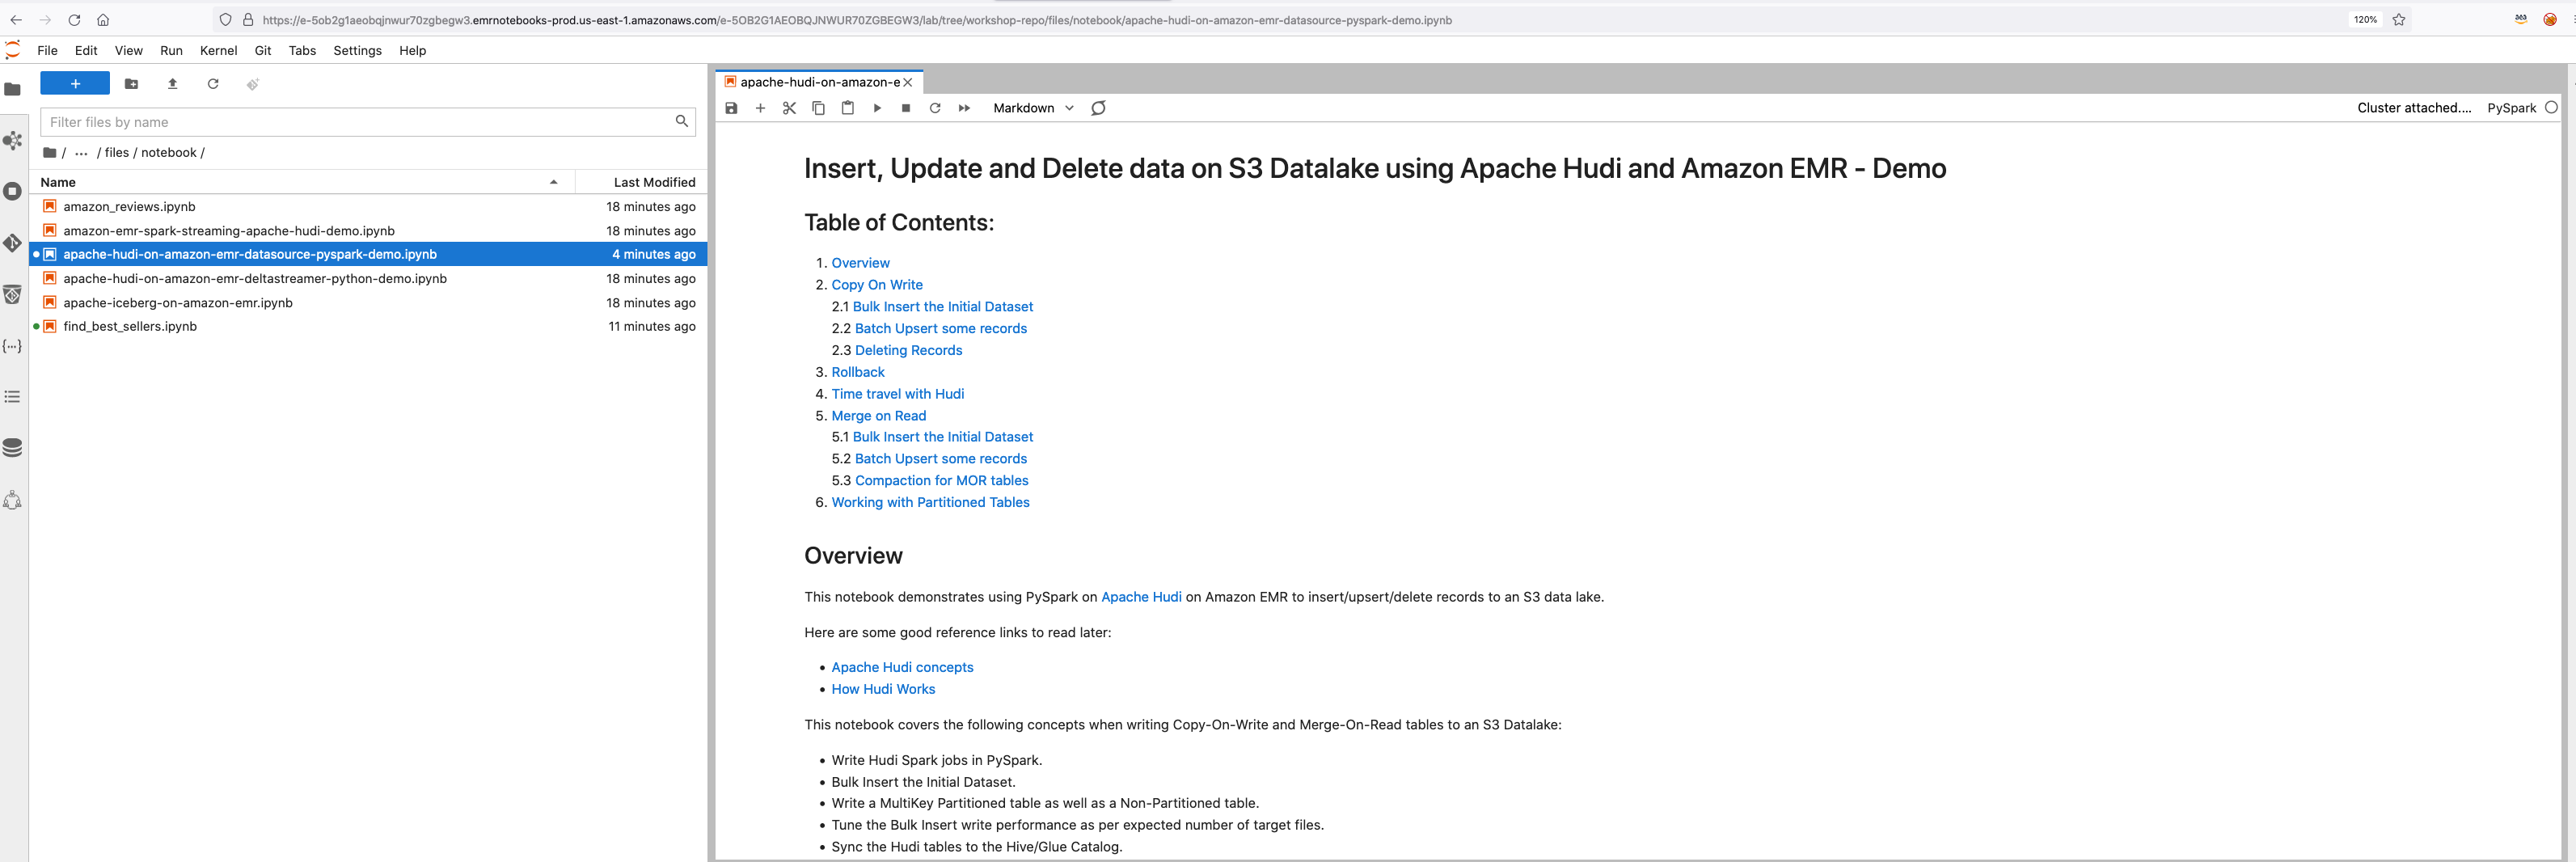 https://e-5ob2g1aeobqjnwur70zgbegw3.emrnotebooks-prod.us-east-1.amazonaws.com/e-5OB2G1AEOBQJNWUR70ZGBEGW3/lab/tree/workshop-repo/files/notebook/apache-hudi-on-amazon-emr-datasource-pyspark-demo.ipynb
120%
File Edit View Run Kernel Git Tabs Settings Help
+
Filter files by name
/ ... / files / notebook /
Name Last Modified
amazon_reviews.ipynb 18 minutes ago
amazon-emr-spark-streaming-apache-hudi-demo.ipynb 18 minutes ago
apache-hudi-on-amazon-emr-datasource-pyspark-demo.ipynb 4 minutes ago
apache-hudi-on-amazon-emr-deltastreamer-python-demo.ipynb 18 minutes ago
apache-iceberg-on-amazon-emr.ipynb 18 minutes ago
find_best_sellers.ipynb 11 minutes ago
apache-hudi-on-amazon-e
Markdown
Cluster attached.... PySpark
Insert, Update and Delete data on S3 Datalake using Apache Hudi and Amazon EMR - Demo
Table of Contents:
1. Overview
2. Copy On Write
2.1 Bulk Insert the Initial Dataset
2.2 Batch Upsert some records
2.3 Deleting Records
3. Rollback
4. Time travel with Hudi
5. Merge on Read
5.1 Bulk Insert the Initial Dataset
5.2 Batch Upsert some records
5.3 Compaction for MOR tables
6. Working with Partitioned Tables
Overview
This notebook demonstrates using PySpark on Apache Hudi on Amazon EMR to insert/upsert/delete records to an S3 data lake.
Here are some good reference links to read later:
• Apache Hudi concepts
• How Hudi Works
This notebook covers the following concepts when writing Copy-On-Write and Merge-On-Read tables to an S3 Datalake:
• Write Hudi Spark jobs in PySpark.
• Bulk Insert the Initial Dataset.
• Write a MultiKey Partitioned table as well as a Non-Partitioned table.
• Tune the Bulk Insert write performance as per expected number of target files.
• Sync the Hudi tables to the Hive/Glue Catalog.